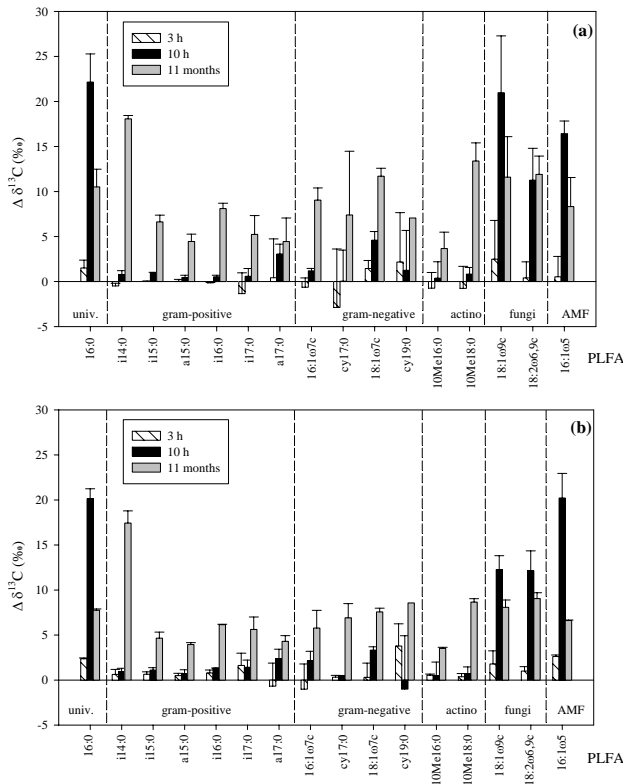 (a)
3 h
10 h
11 months
Δ δ13C (‰)
30
25
20
15
10
5
0
-5
univ. gram-positive gram-negative actino fungi AMF
16:0 i14:0 i15:0 a15:0 i16:0 i17:0 a17:0 16:1ω7c cy17:0 18:1ω7c cy19:0 10Me16:0 10Me18:0 18:1ω9c 18:2ω6,9c 16:1ω5 PLFA
(b)
3 h
10 h
11 months
Δ δ13C (‰)
30
25
20
15
10
5
0
-5
univ. gram-positive gram-negative actino fungi AMF
16:0 i14:0 i15:0 a15:0 i16:0 i17:0 a17:0 16:1ω7c cy17:0 18:1ω7c cy19:0 10Me16:0 10Me18:0 18:1ω9c 18:2ω6,9c 16:1ω5 PLFA